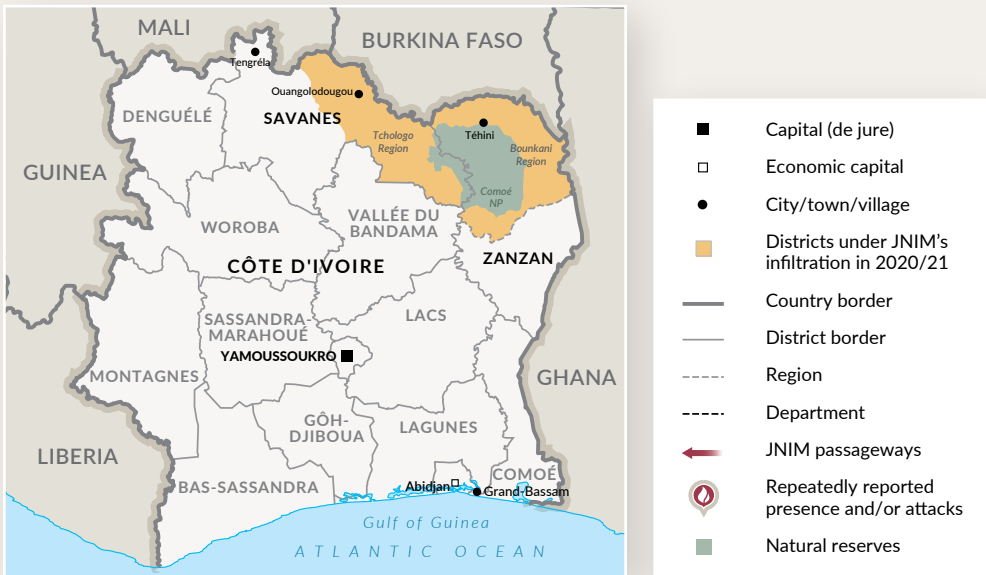 MALI
BURKINA FASO
Tengréla
Ouangolodougou
DENGUÉLÉ
SAVANES
Tchologo
Region
Téhini
Bounkani
Region
GUINEA
Comoé
NP
WOROBA
VALLÉE DU
BANDAMA
ZANZAN
CÔTE D'IVOIRE
SASSANDRA-
MARAHOUÉ
LACS
YAMOUSSOUKRO
MONTAGNES
GHANA
GÔH-
DJIBOUA
LAGUNES
LIBERIA
BAS-SASSANDRA
COMOÉ
Abidjan
Grand-Bassam
Gulf of Guinea
ATLANTIC OCEAN
Capital (de jure)
Economic capital
City/town/village
Districts under JNIM's
infiltration in 2020/21
Country border
District border
Region
Department
JNIM passageways
Repeatedly reported
presence and/or attacks
Natural reserves